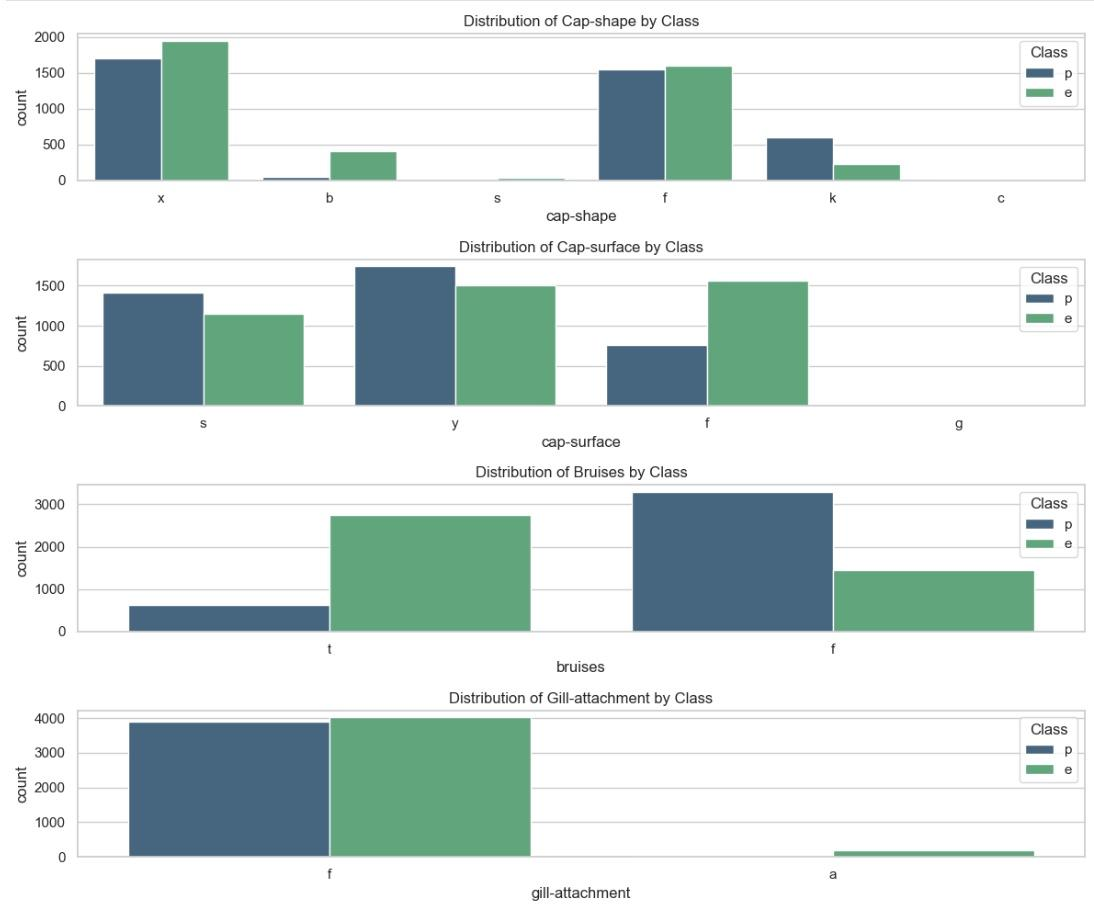 Distribution of Cap-shape by Class
2000
1500
1000
500
0
count
Class
p
e
x b s f k c
cap-shape
Distribution of Cap-surface by Class
1500
1000
500
0
count
Class
p
e
s y f g
cap-surface
Distribution of Bruises by Class
3000
2000
1000
0
count
Class
p
e
t f
bruises
Distribution of Gill-attachment by Class
4000
3000
2000
1000
0
count
Class
p
e
f a
gill-attachment